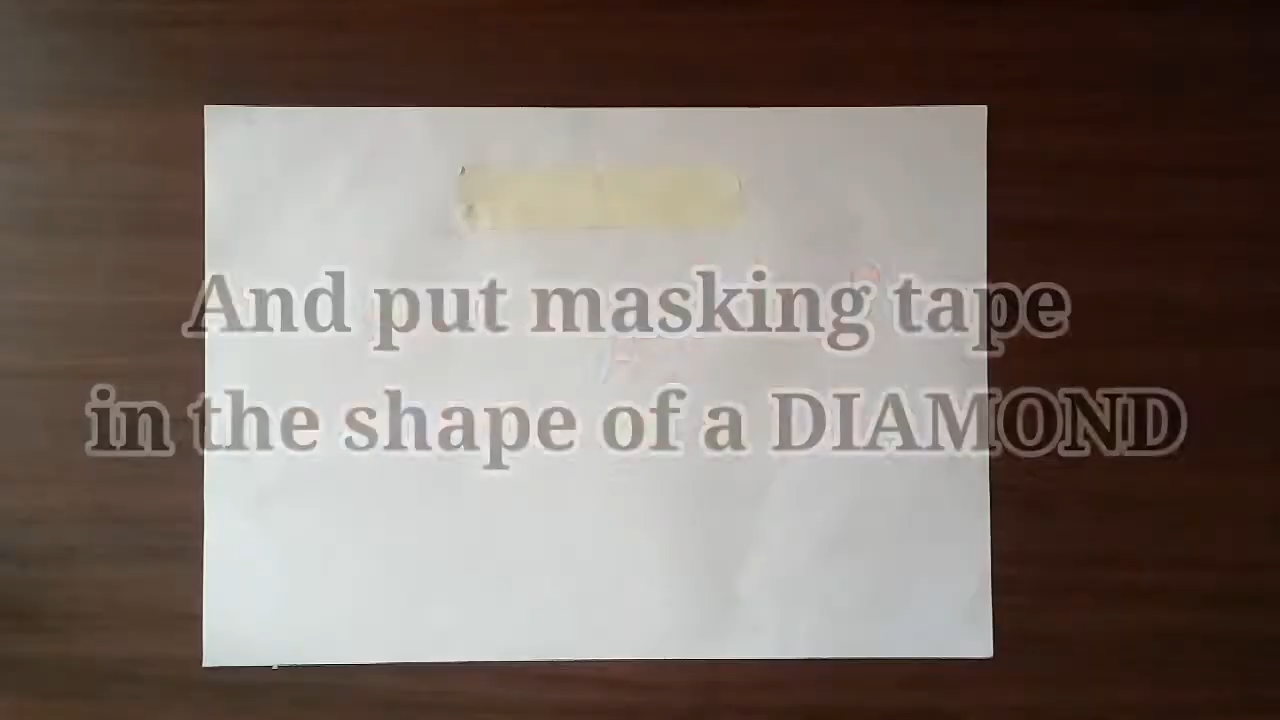 And put masking tape
in the shape of a DIAMOND